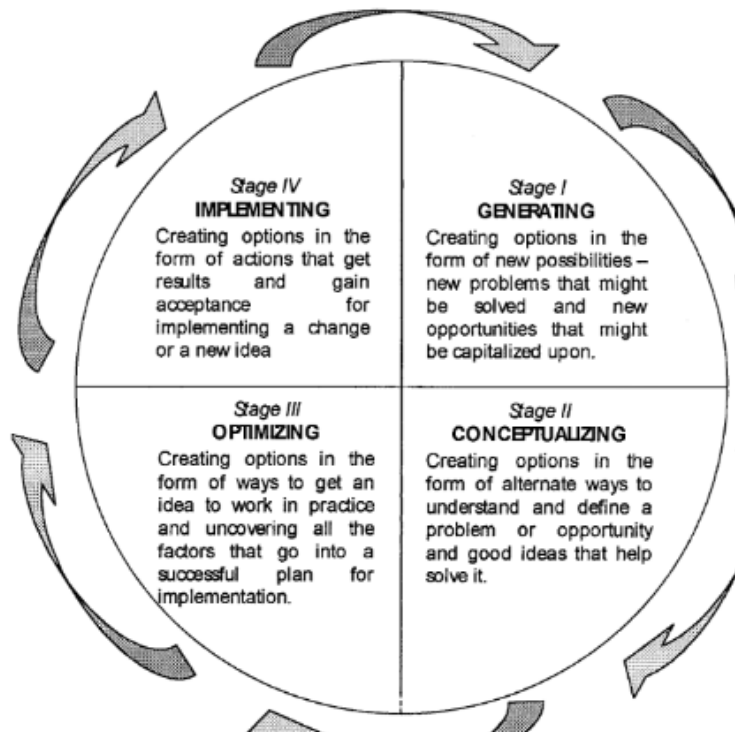 Stage IV
IMPLEMENTING
Creating options in the
form of actions that get
results and gain
acceptance for
implementing a change
or a new idea
Stage I
GENERATING
Creating options in the
form of new possibilities –
new problems that might
be solved and new
opportunities that might
be capitalized upon.
Stage III
OPTIMIZING
Creating options in the
form of ways to get an
idea to work in practice
and uncovering all the
factors that go into a
successful plan for
implementation.
Stage II
CONCEPTUALIZING
Creating options in the
form of alternate ways to
understand and define a
problem or opportunity
and good ideas that help
solve it.